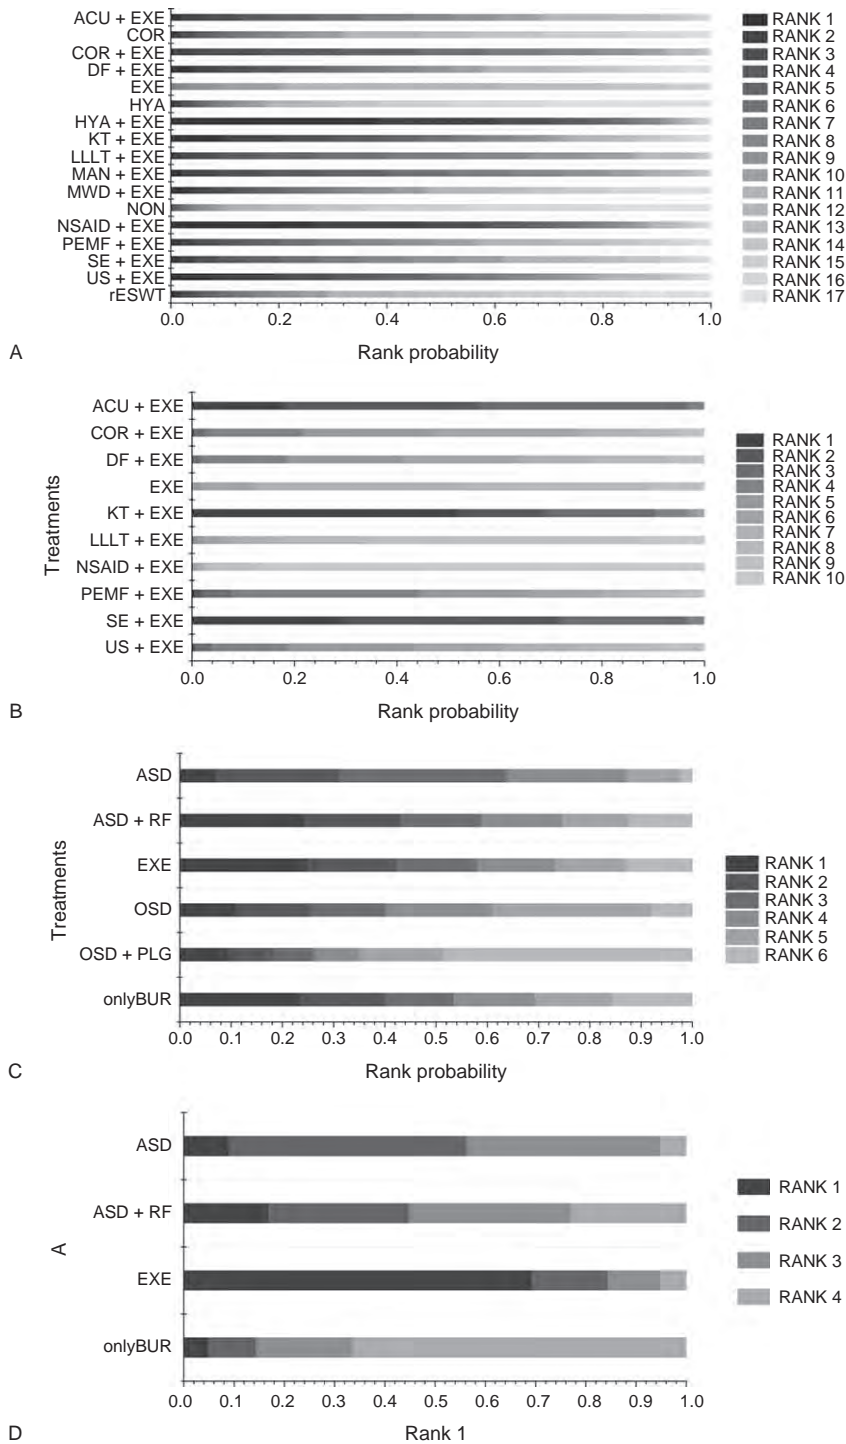 ACU + EXE
COR
COR + EXE
DF + EXE
EXE
HYA
HYA + EXE
KT + EXE
LLLT + EXE
MAN + EXE
MWD + EXE
NON
NSAID + EXE
PEMF + EXE
SE + EXE
US + EXE
rESWT
0.0 0.2 0.4 0.6 0.8 1.0
Rank probability
RANK 1
RANK 2
RANK 3
RANK 4
RANK 5
RANK 6
RANK 7
RANK 8
RANK 9
RANK 10
RANK 11
RANK 12
RANK 13
RANK 14
RANK 15
RANK 16
RANK 17
A
Treatments
ACU + EXE
COR + EXE
DF + EXE
EXE
KT + EXE
LLLT + EXE
NSAID + EXE
PEMF + EXE
SE + EXE
US + EXE
0.0 0.2 0.4 0.6 0.8 1.0
Rank probability
RANK 1
RANK 2
RANK 3
RANK 4
RANK 5
RANK 6
RANK 7
RANK 8
RANK 9
RANK 10
B
Treatments
ASD
ASD + RF
EXE
OSD
OSD + PLG
onlyBUR
0.0 0.1 0.2 0.3 0.4 0.5 0.6 0.7 0.8 0.9 1.0
Rank probability
RANK 1
RANK 2
RANK 3
RANK 4
RANK 5
RANK 6
C
A
ASD
ASD + RF
EXE
onlyBUR
0.0 0.1 0.2 0.3 0.4 0.5 0.6 0.7 0.8 0.9 1.0
Rank 1
RANK 1
RANK 2
RANK 3
RANK 4
D